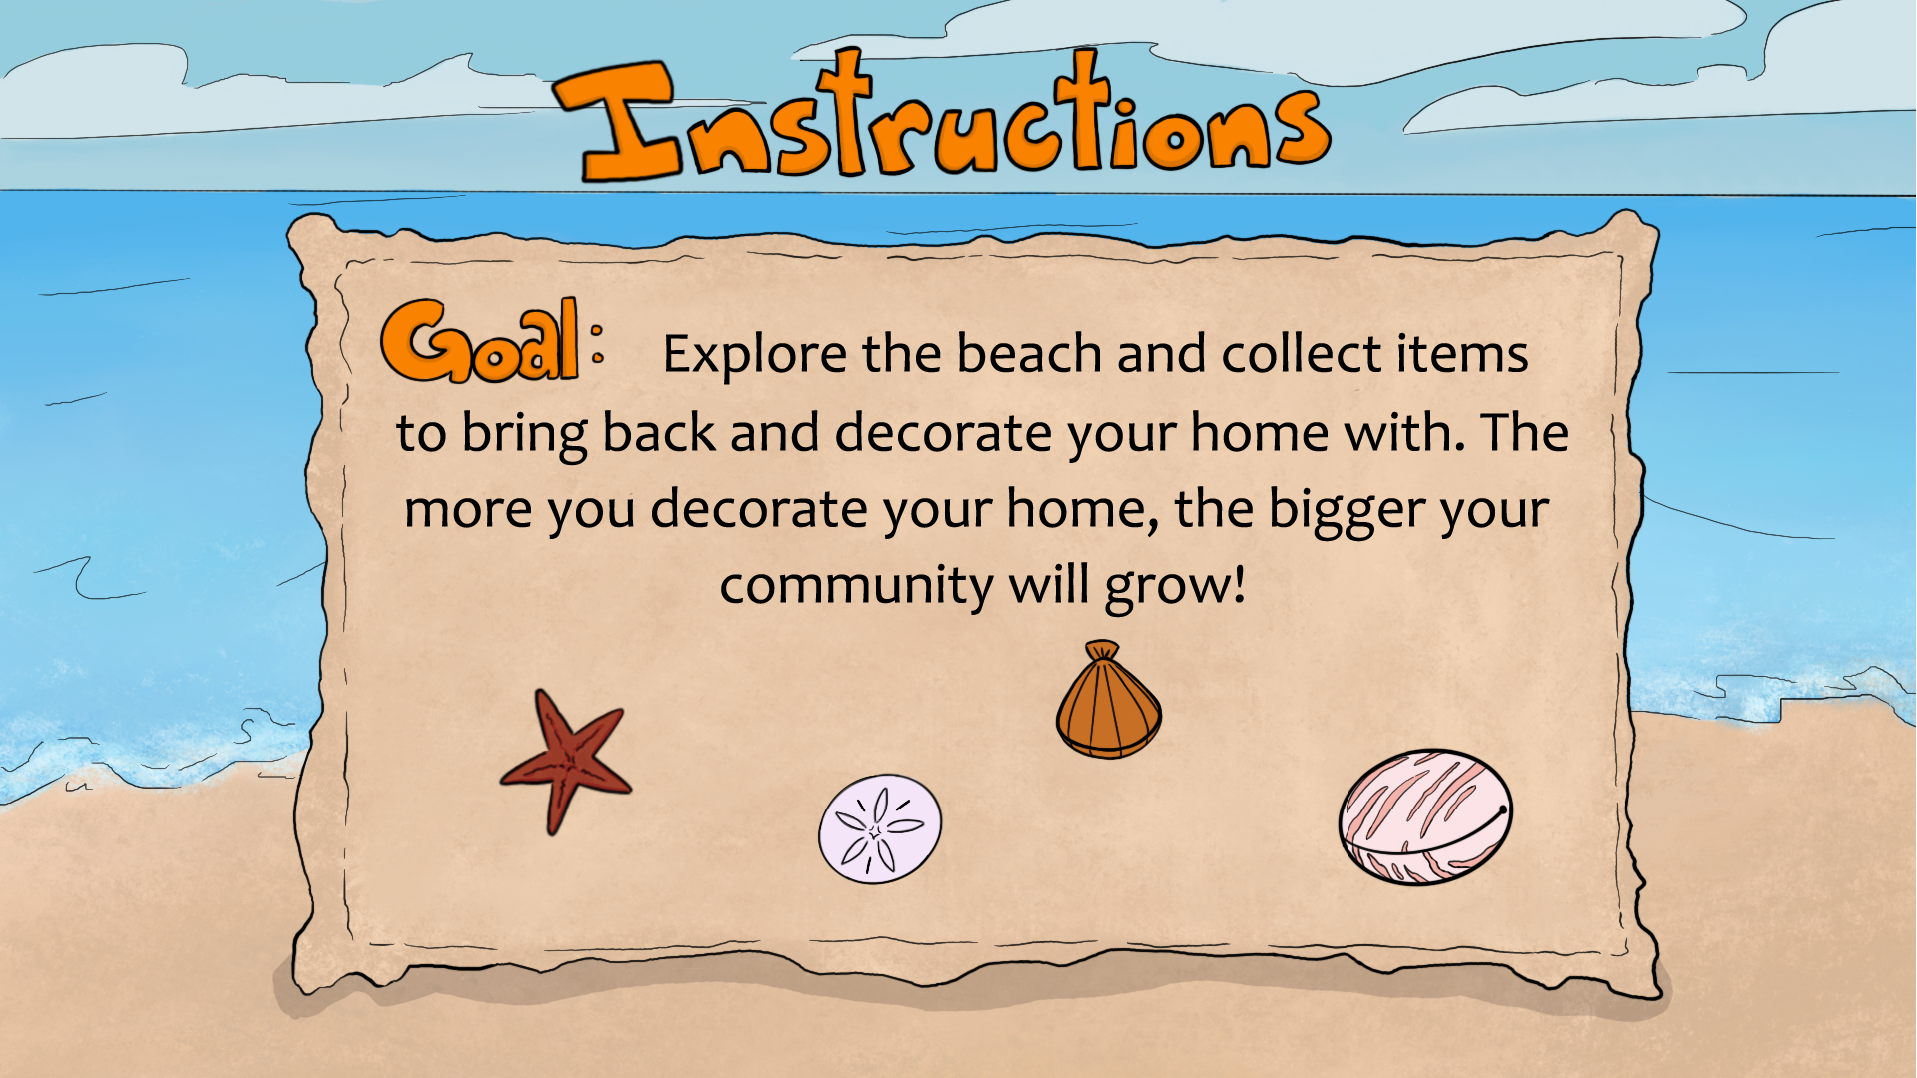 Instructions
Goal: Explore the beach and collect items
to bring back and decorate your home with. The
more you decorate your home, the bigger your
community will grow!